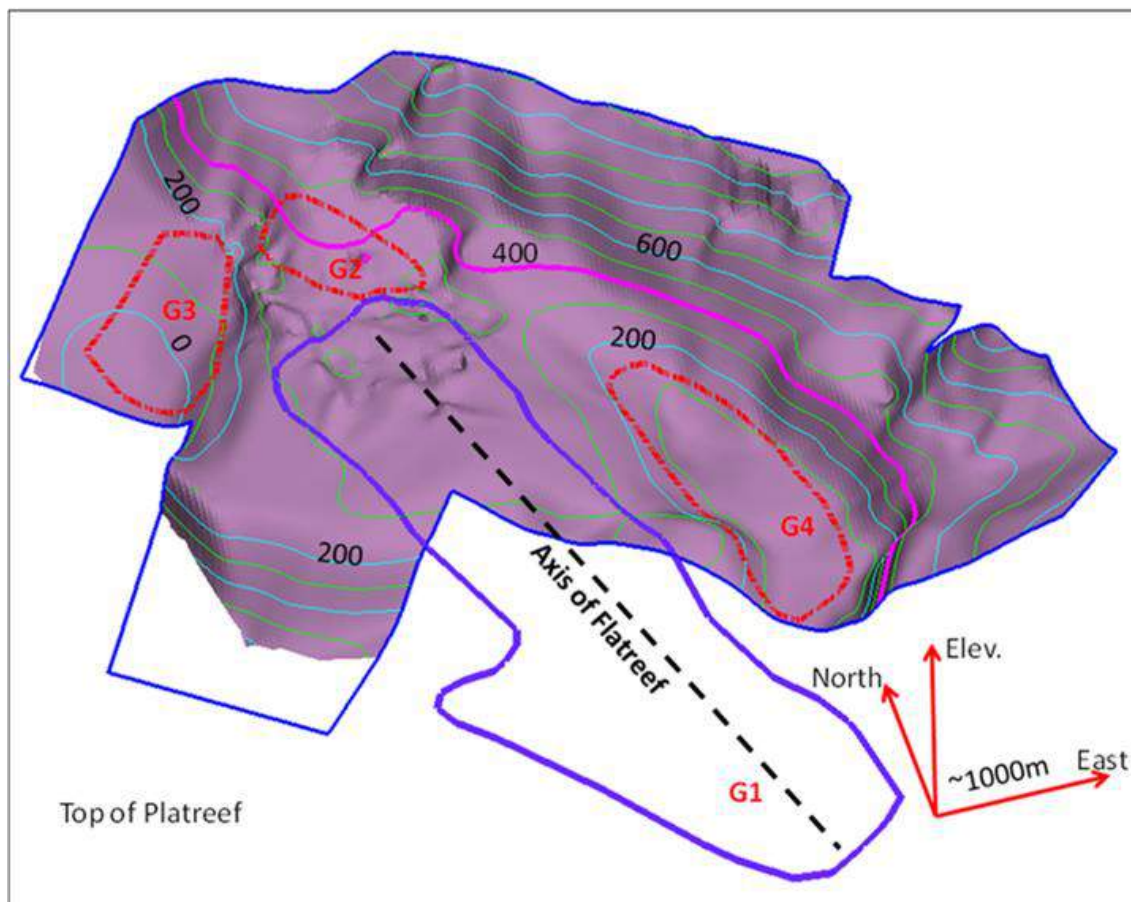 200
600
G2
400
G3
0
200
G4
200
Axis of Flatreef
Elev.
North
East
~1000m
G1
Top of Platreef